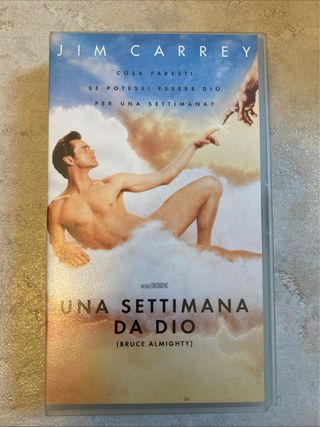 JIM CARREY
COSA FARESTI
SE POTESSI ESSERE DIO
PER UNA SETTIMANA?
UNA SETTIMANA
DA DIO
(BRUCE ALMIGHTY)